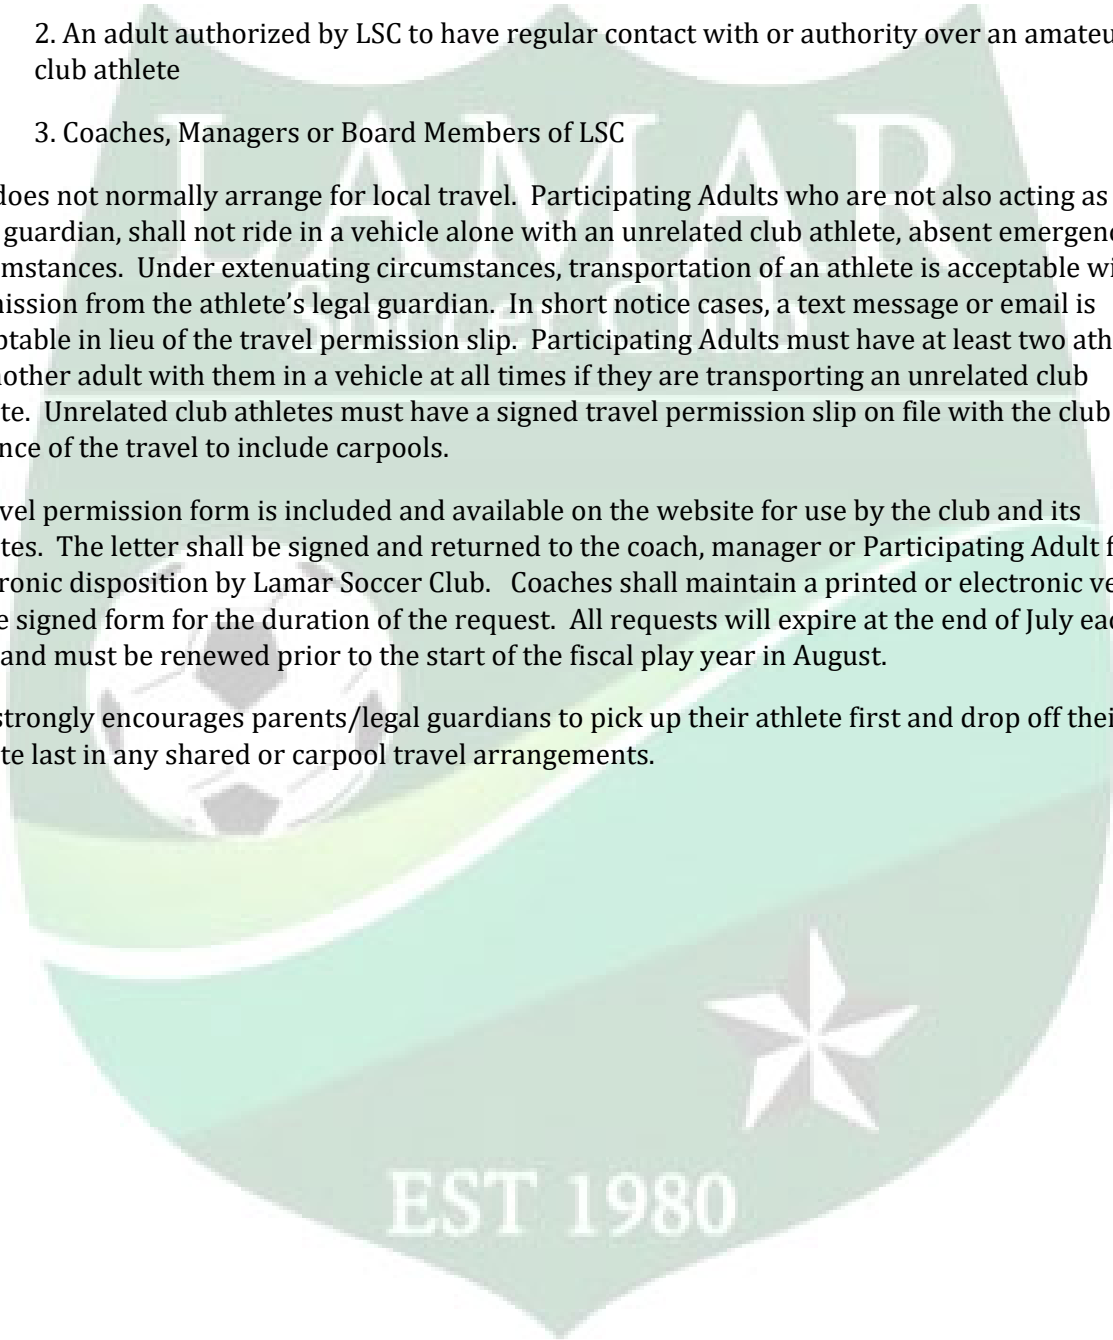 2. An adult authorized by LSC to have regular contact with or authority over an amateu
club athlete
3. Coaches, Managers or Board Members of LSC
does not normally arrange for local travel. Participating Adults who are not also acting as
guardian, shall not ride in a vehicle alone with an unrelated club athlete, absent emergenc
mstances. Under extenuating circumstances, transportation of an athlete is acceptable wi
ission from the athlete's legal guardian. In short notice cases, a text message or email is
ptable in lieu of the travel permission slip. Participating Adults must have at least two ath
nother adult with them in a vehicle at all times if they are transporting an unrelated club
te. Unrelated club athletes must have a signed travel permission slip on file with the club
nce of the travel to include carpools.
vel permission form is included and available on the website for use by the club and its
tes. The letter shall be signed and returned to the coach, manager or Participating Adult f
ronic disposition by Lamar Soccer Club. Coaches shall maintain a printed or electronic ve
e signed form for the duration of the request. All requests will expire at the end of July eac
and must be renewed prior to the start of the fiscal play year in August.
strongly encourages parents/legal guardians to pick up their athlete first and drop off thei
te last in any shared or carpool travel arrangements.
LAMAR
Soccer Club
EST 1980